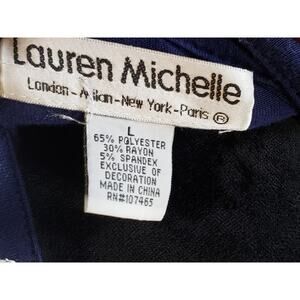 Lauren Michelle
London-Milan-New York-Paris ®
L
65% POLYESTER
30% RAYON
5% SPANDEX
EXCLUSIVE OF
DECORATION
MADE IN CHINA
RN#107465